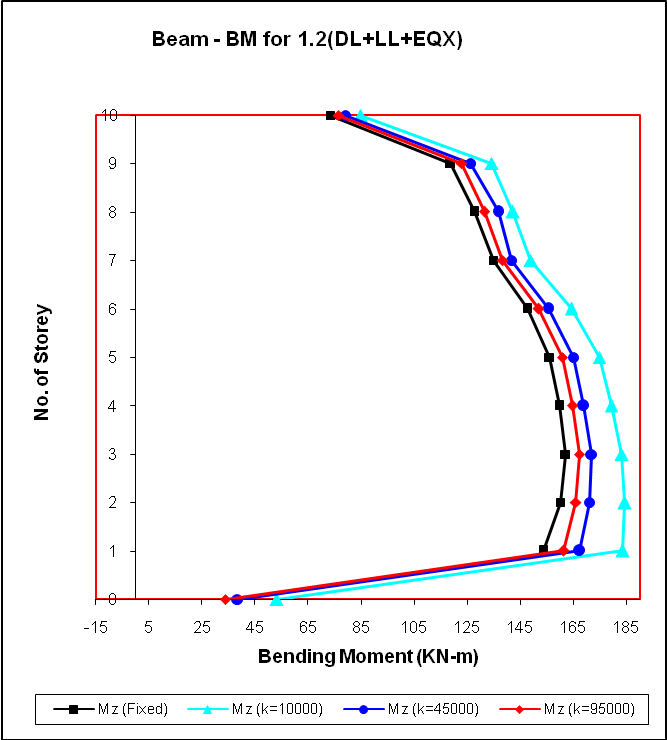 Beam - BM for 1.2(DL+LL+EQX)
10
9
8
7
6
5
4
3
2
1
0
No. of Storey
-15 5 25 45 65 85 105 125 145 165 185
Bending Moment (KN-m)
Mz (Fixed) Mz (k=10000) Mz (k=45000) Mz (k=95000)